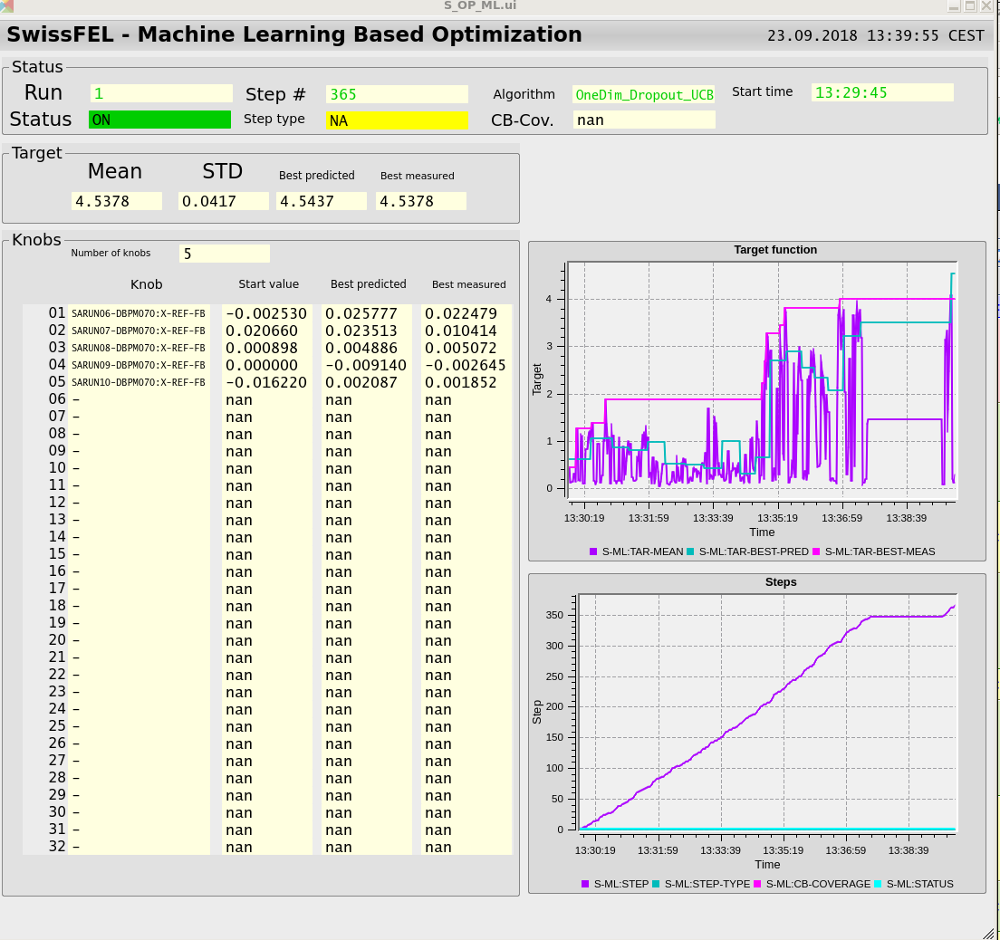 S_OP_ML.ui
SwissFEL - Machine Learning Based Optimization 23.09.2018 13:39:55 CEST
Status
Run 1 Step # 365 Algorithm OneDim_Dropout_UCB Start time 13:29:45
Status ON Step type NA CB-Cov. nan
Target
Mean STD Best predicted Best measured
4.5378 0.0417 4.5437 4.5378
Knobs
Number of knobs 5
Knob Start value Best predicted Best measured
01 SARUN06-DBPM070:X-REF-FB -0.002530 0.025777 0.022479
02 SARUN07-DBPM070:X-REF-FB 0.020660 0.023513 0.010414
03 SARUN08-DBPM070:X-REF-FB 0.000898 0.004886 0.005072
04 SARUN09-DBPM070:X-REF-FB 0.000000 -0.009140 -0.002645
05 SARUN10-DBPM070:X-REF-FB -0.016220 0.002087 0.001852
06 - nan nan nan
07 - nan nan nan
08 - nan nan nan
09 - nan nan nan
10 - nan nan nan
11 - nan nan nan
12 - nan nan nan
13 - nan nan nan
14 - nan nan nan
15 - nan nan nan
16 - nan nan nan
17 - nan nan nan
18 - nan nan nan
19 - nan nan nan
20 - nan nan nan
21 - nan nan nan
22 - nan nan nan
23 - nan nan nan
24 - nan nan nan
25 - nan nan nan
26 - nan nan nan
27 - nan nan nan
28 - nan nan nan
29 - nan nan nan
30 - nan nan nan
31 - nan nan nan
32 - nan nan nan
Target function
Target
4
3
2
1
0
13:30:19 13:31:59 13:33:39 13:35:19 13:36:59 13:38:39
Time
S-ML:TAR-MEAN S-ML:TAR-BEST-PRED S-ML:TAR-BEST-MEAS
Steps
Step
350
300
250
200
150
100
50
0
13:30:19 13:31:59 13:33:39 13:35:19 13:36:59 13:38:39
Time
S-ML:STEP S-ML:STEP-TYPE S-ML:CB-COVERAGE S-ML:STATUS